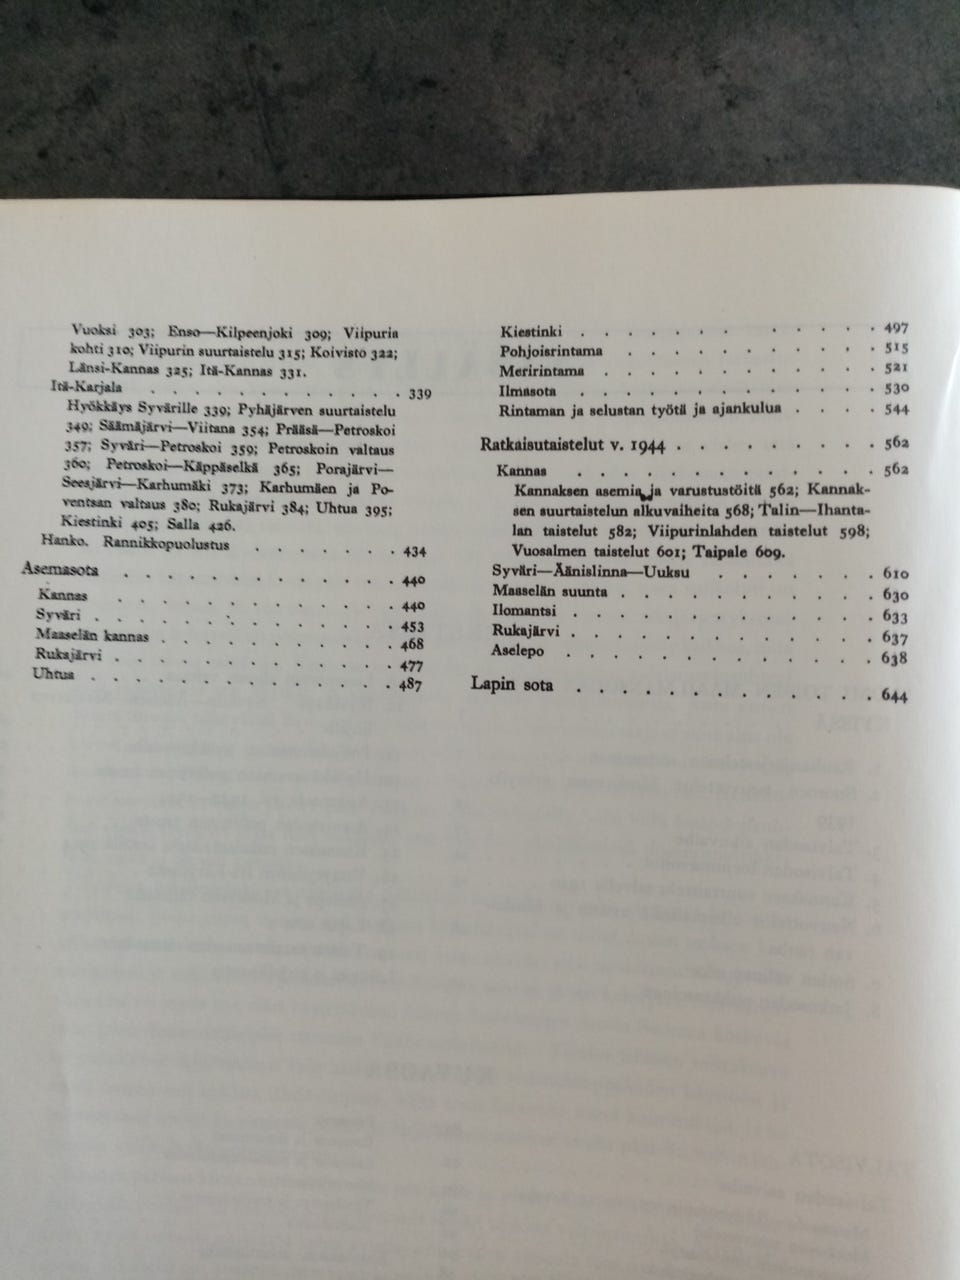 Vuoksi 303; Enso—Kilpeenjoki 309; Viipuria
kohti 310; Viipurin suurtaistelu 315; Koivisto 322;
Länsi-Kannas 325; Itä-Kannas 331.
Itä-Karjala . . . . . . . . . . . . 339
Hyökkäys Syvärille 339; Pyhäjärven suurtaistelu
349; Säämäjärvi—Viitana 354; Prääsä—Petroskoi
357; Syväri—Petroskoi 359; Petroskoin valtaus
360; Petroskoi—Käppäselkä 365; Porajärvi—
Seesjärvi—Karhumäki 373; Karhumäen ja Po-
ventsan valtaus 380; Rukajärvi 384; Uhtua 395;
Kiestinki 405; Salla 426.
Hanko. Rannikkopuolustus . . . . . . . 434
Asemasota . . . . . . . . . . . . . 440
Kannas . . . . . . . . . . . . . 440
Syväri . . . . . . . . . . . . . . 453
Maaselän kannas . . . . . . . . . . 468
Rukajärvi . . . . . . . . . . . . . 477
Uhtua . . . . . . . . . . . . . . 487
Kiestinki . . . . . . . . . . . . 497
Pohjoisrintama . . . . . . . . . . . 515
Meririntama . . . . . . . . . . . . 521
Ilmasota . . . . . . . . . . . . . 530
Rintaman ja selustan työtä ja ajankulua . . . . 544
Ratkaisutaistelut v. 1944 . . . . . . . . . 562
Kannas . . . . . . . . . . . . . 562
Kannaksen asemia ja varustustöitä 562; Kannak-
sen suurtaistelun alkuvaiheita 568; Talin—Ihanta-
lan taistelut 582; Viipurinlahden taistelut 598;
Vuosalmen taistelut 601; Taipale 609.
Syväri—Äänislinna—Uuksu . . . . . . . 610
Maaselän suunta . . . . . . . . . . . 630
Ilomantsi . . . . . . . . . . . . . 633
Rukajärvi . . . . . . . . . . . . . 637
Aselepo . . . . . . . . . . . . . 638
Lapin sota . . . . . . . . . . . . . 644